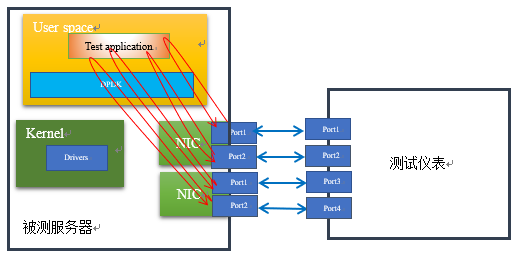 User space
Test application
DPDK
Kernel
Drivers
NIC
Port1
Port2
NIC
Port1
Port2
被测服务器
Port1
Port2
Port3
Port4
测试仪表